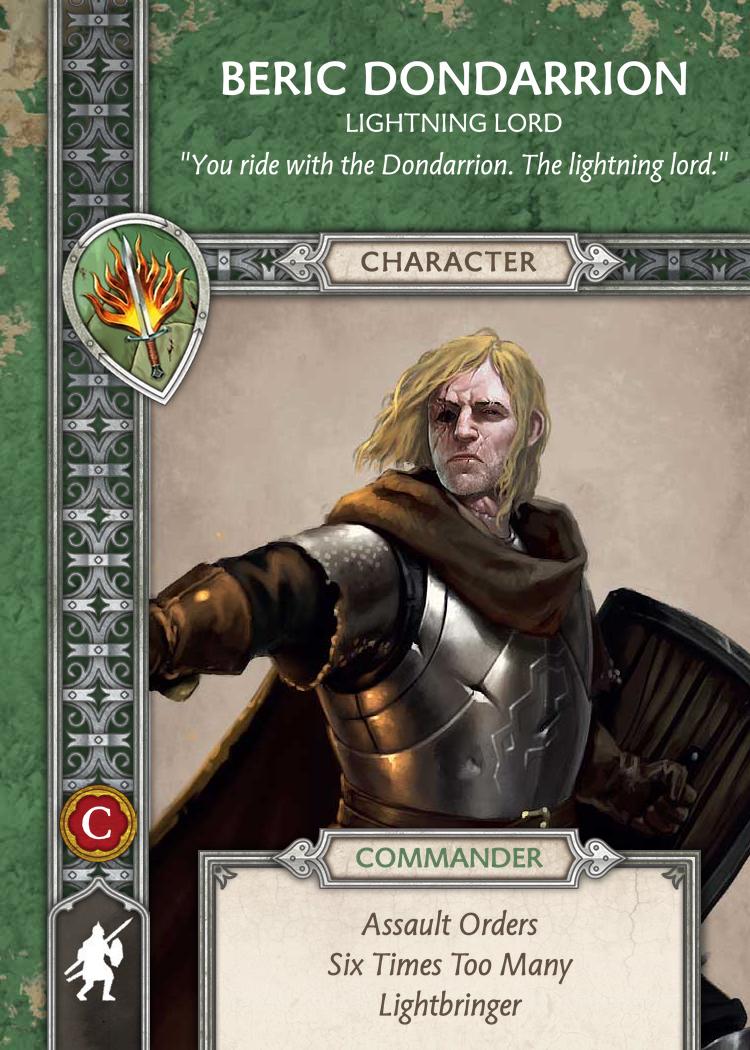 BERIC DONDARRION
LIGHTNING LORD
"You ride with the Dondarrion. The lightning lord."
CHARACTER
C
COMMANDER
Assault Orders
Six Times Too Many
Lightbringer